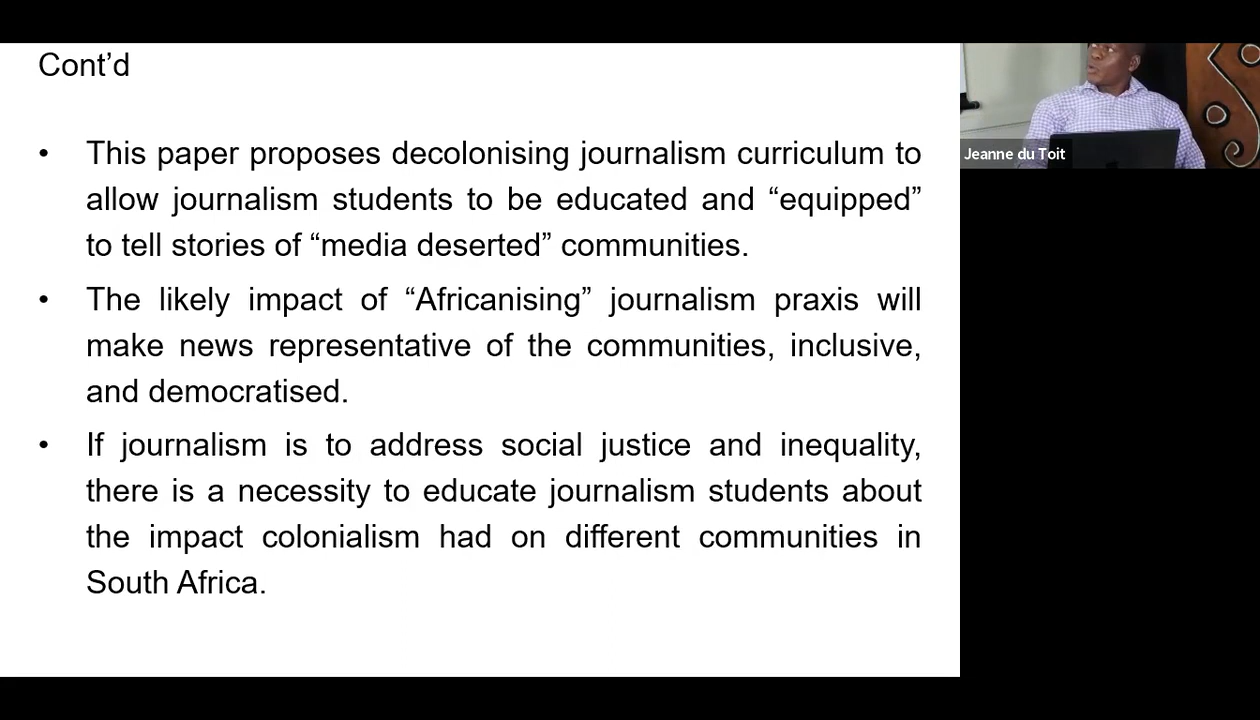 Cont’d
• This paper proposes decolonising journalism curriculum to
allow journalism students to be educated and “equipped”
to tell stories of “media deserted” communities.
• The likely impact of “Africanising” journalism praxis will
make news representative of the communities, inclusive,
and democratised.
• If journalism is to address social justice and inequality,
there is a necessity to educate journalism students about
the impact colonialism had on different communities in
South Africa.
Jeanne du Toit